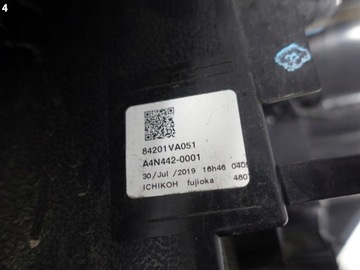 4
84201VA051
A4N442-0001
30/Jul /2019 16h46
ICHIKOH fujioka